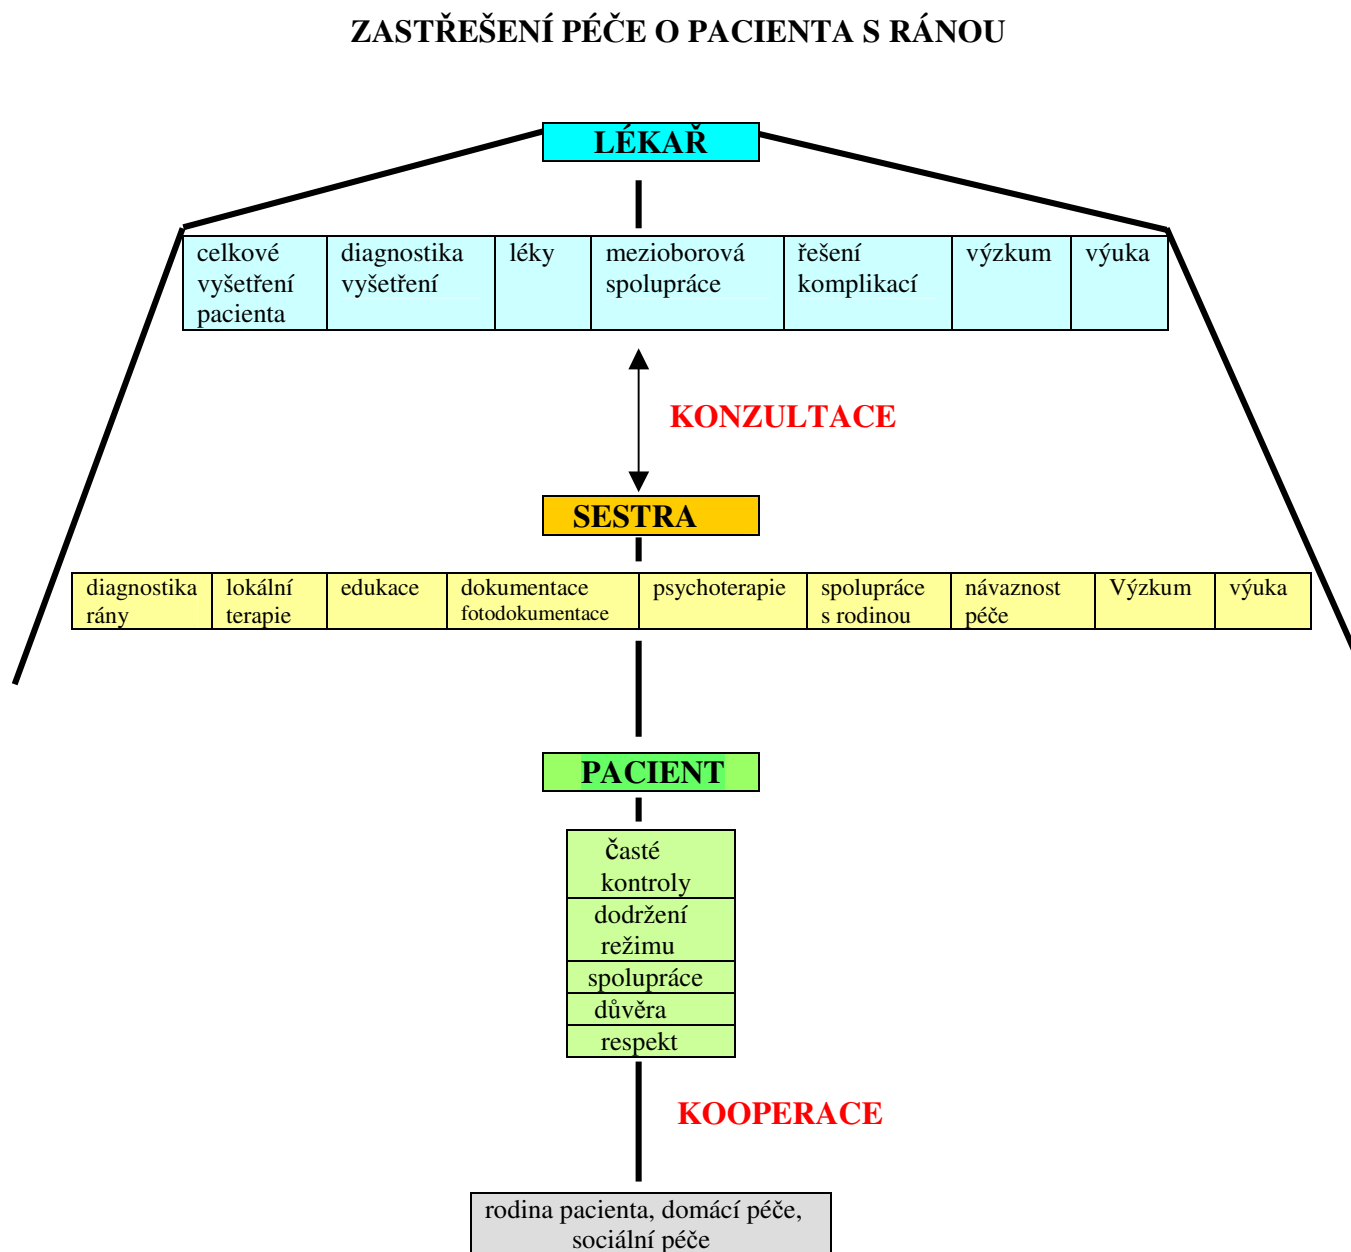 ZASTŘEŠENÍ PÉČE O PACIENTA S RÁNOU
LÉKAŘ
celkové
vyšetření
pacienta
diagnostika
vyšetření
léky
mezioborová
spolupráce
řešení
komplikací
výzkum
výuka
KONZULTACE
SESTRA
diagnostika
rány
lokální
terapie
edukace
dokumentace
fotodokumentace
psychoterapie
spolupráce
s rodinou
návaznost
péče
Výzkum
výuka
PACIENT
časté
kontroly
dodržení
režimu
spolupráce
důvěra
respekt
KOOPERACE
rodina pacienta, domácí péče,
sociální péče